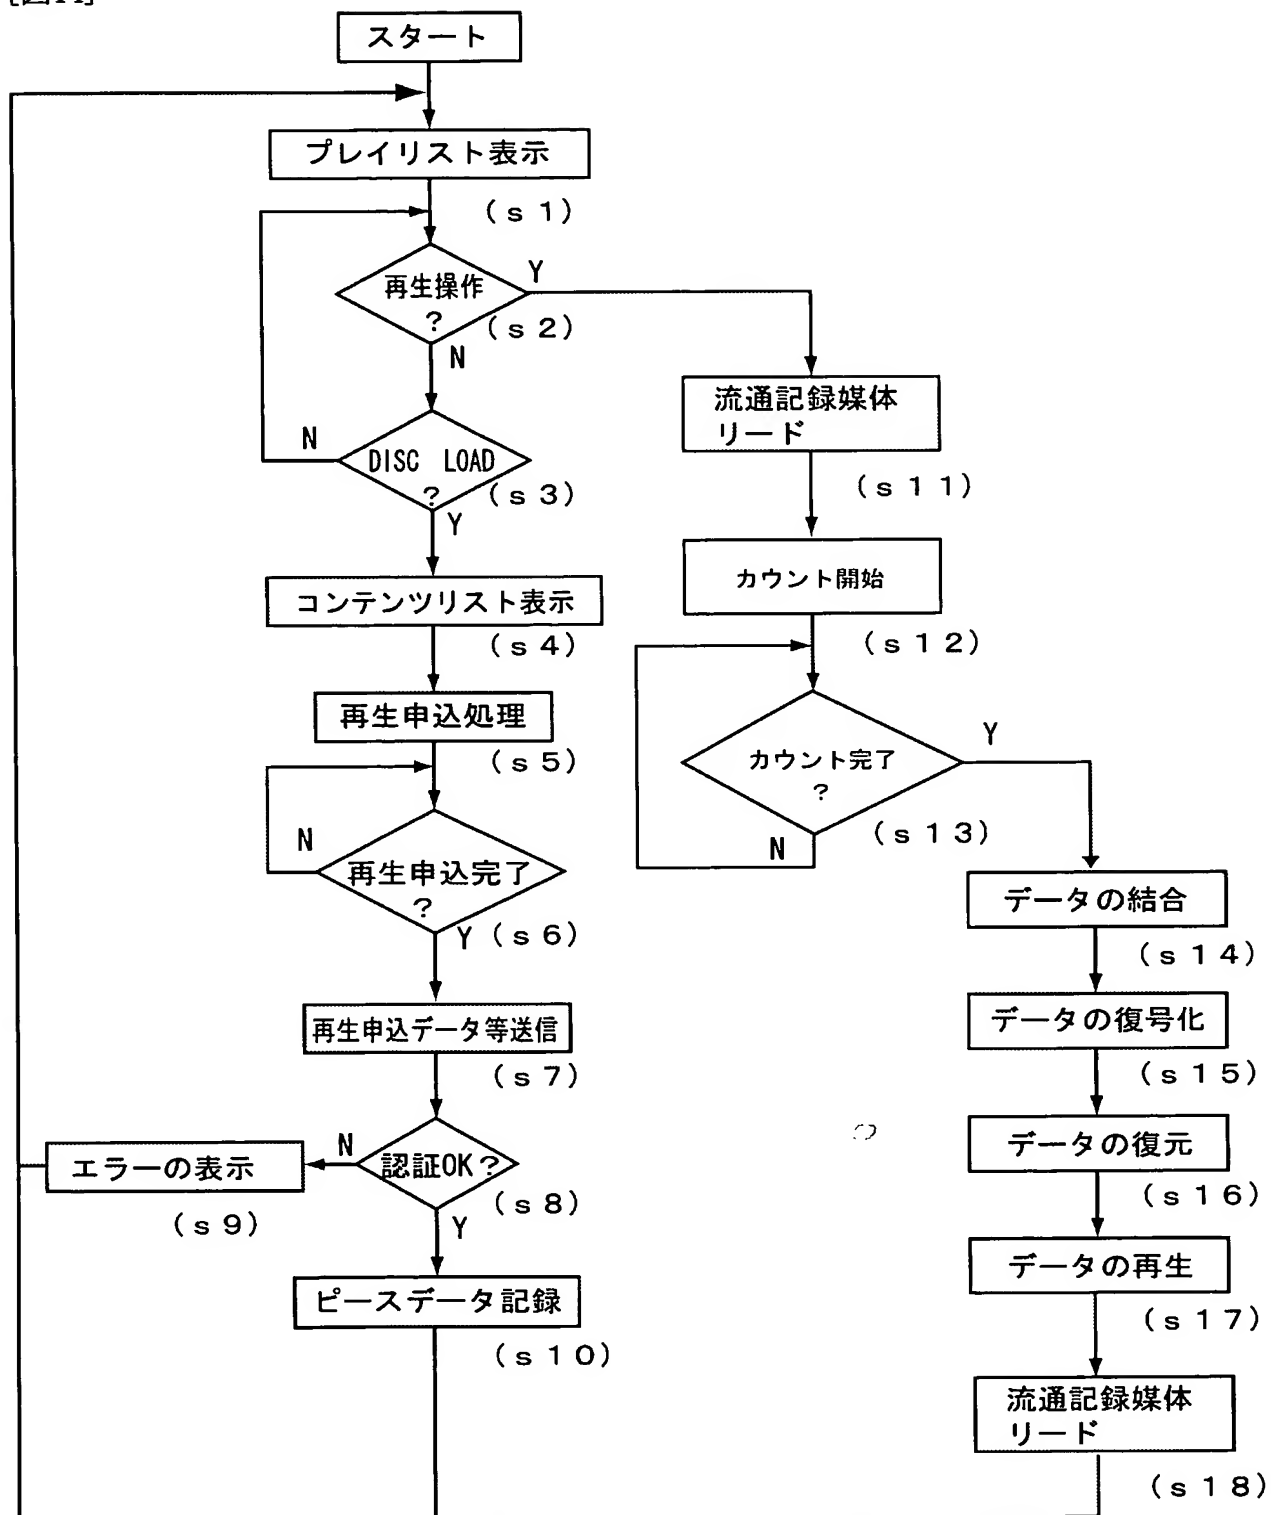 スタート
プレイリスト表示
(s1)
再生操作
?
(s2)
Y
N
DISC LOAD
?
(s3)
N
Y
コンテンツリスト表示
(s4)
再生申込処理
(s5)
再生申込完了
?
(s6)
N
Y
再生申込データ等送信
(s7)
認証OK?
(s8)
N
Y
エラーの表示
(s9)
ピースデータ記録
(s10)
流通記録媒体
リード
(s11)
カウント開始
(s12)
カウント完了
?
(s13)
Y
N
データの結合
(s14)
データの復号化
(s15)
データの復元
(s16)
データの再生
(s17)
流通記録媒体
リード
(s18)